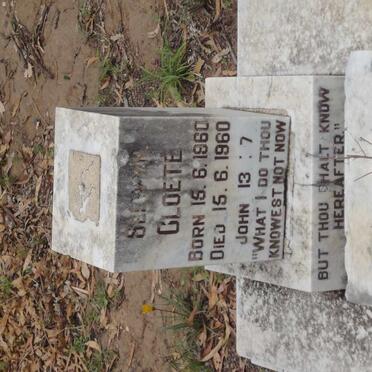 CLOETE
BORN 15.6.1960
DIED 15.6.1960
JOHN 13:7
"WHAT I DO THOU
KNOWEST NOT NOW
BUT THOU SHALT KNOW
HEREAFTER."